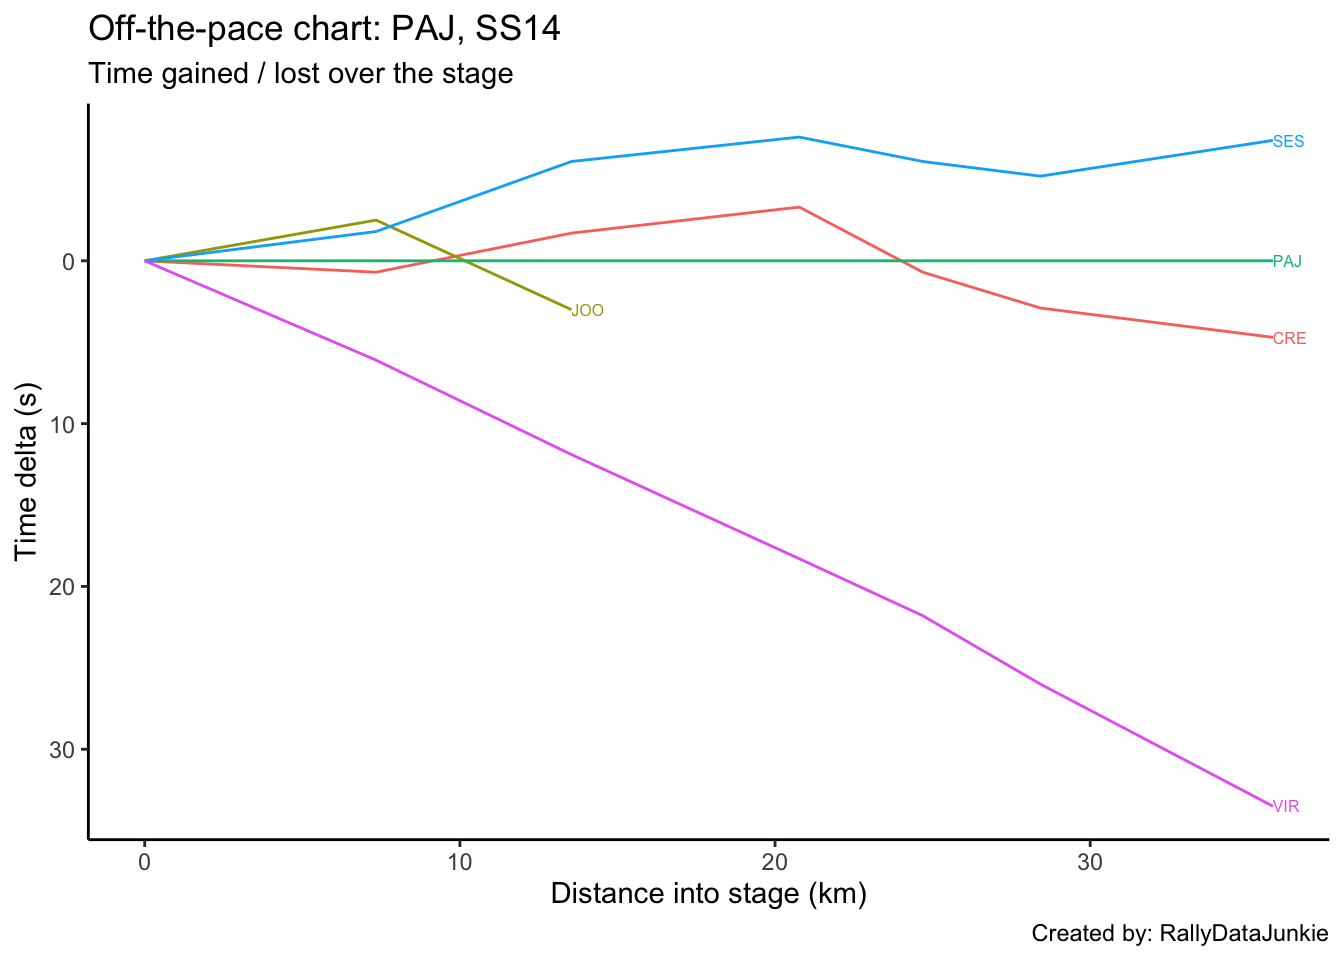 Off-the-pace chart: PAJ, SS14
Time gained / lost over the stage
Time delta (s)
0
10
20
30
SES
PAJ
JOO
CRE
VIR
0 10 20 30
Distance into stage (km)
Created by: RallyDataJunkie